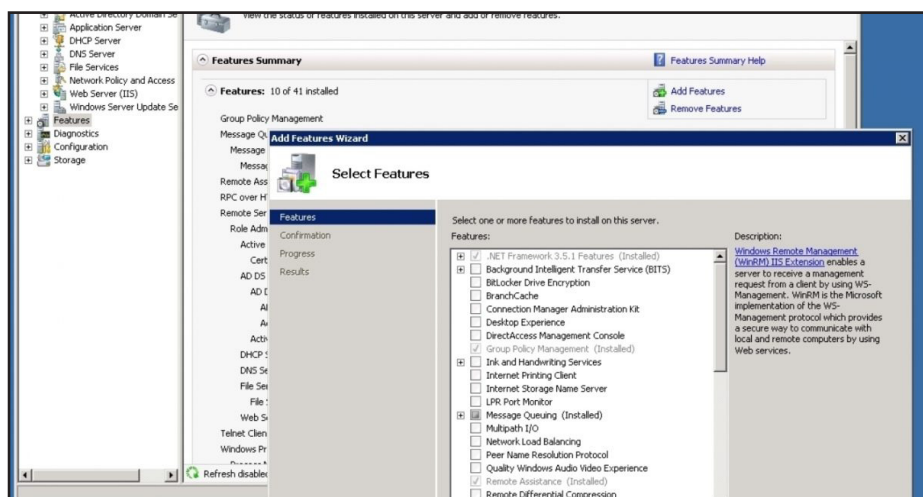 Active Directory Domain Se
Application Server
DHCP Server
DNS Server
File Services
Network Policy and Access
Web Server (IIS)
Windows Server Update Se
Features
Diagnostics
Configuration
Storage
View the status of features installed on this server and add or remove features.
Features Summary
Features Summary Help
Features: 10 of 41 installed
Add Features
Remove Features
Group Policy Management
Message Qu
Message
Messag
Remote Ass
RPC over H
Remote Ser
Role Adm
Active
Cert
AD DS
AD D
Activ
DHCP S
DNS Se
File Ser
File
Web S
Telnet Clien
Windows Pr
Refresh disabled
Add Features Wizard
Select Features
Features
Confirmation
Progress
Results
Select one or more features to install on this server.
Features:
.NET Framework 3.5.1 Features (Installed)
Background Intelligent Transfer Service (BITS)
BitLocker Drive Encryption
BranchCache
Connection Manager Administration Kit
Desktop Experience
DirectAccess Management Console
Group Policy Management (Installed)
Ink and Handwriting Services
Internet Printing Client
Internet Storage Name Server
LPR Port Monitor
Message Queuing (Installed)
Multipath I/O
Network Load Balancing
Peer Name Resolution Protocol
Quality Windows Audio Video Experience
Remote Assistance (Installed)
Remote Differential Compression
Description:
Windows Remote Management
(WinRM) IIS Extension enables a
server to receive a management
request from a client by using WS-
Management. WinRM is the Microsoft
implementation of the WS-
Management protocol which provides
a secure way to communicate with
local and remote computers by using
Web services.